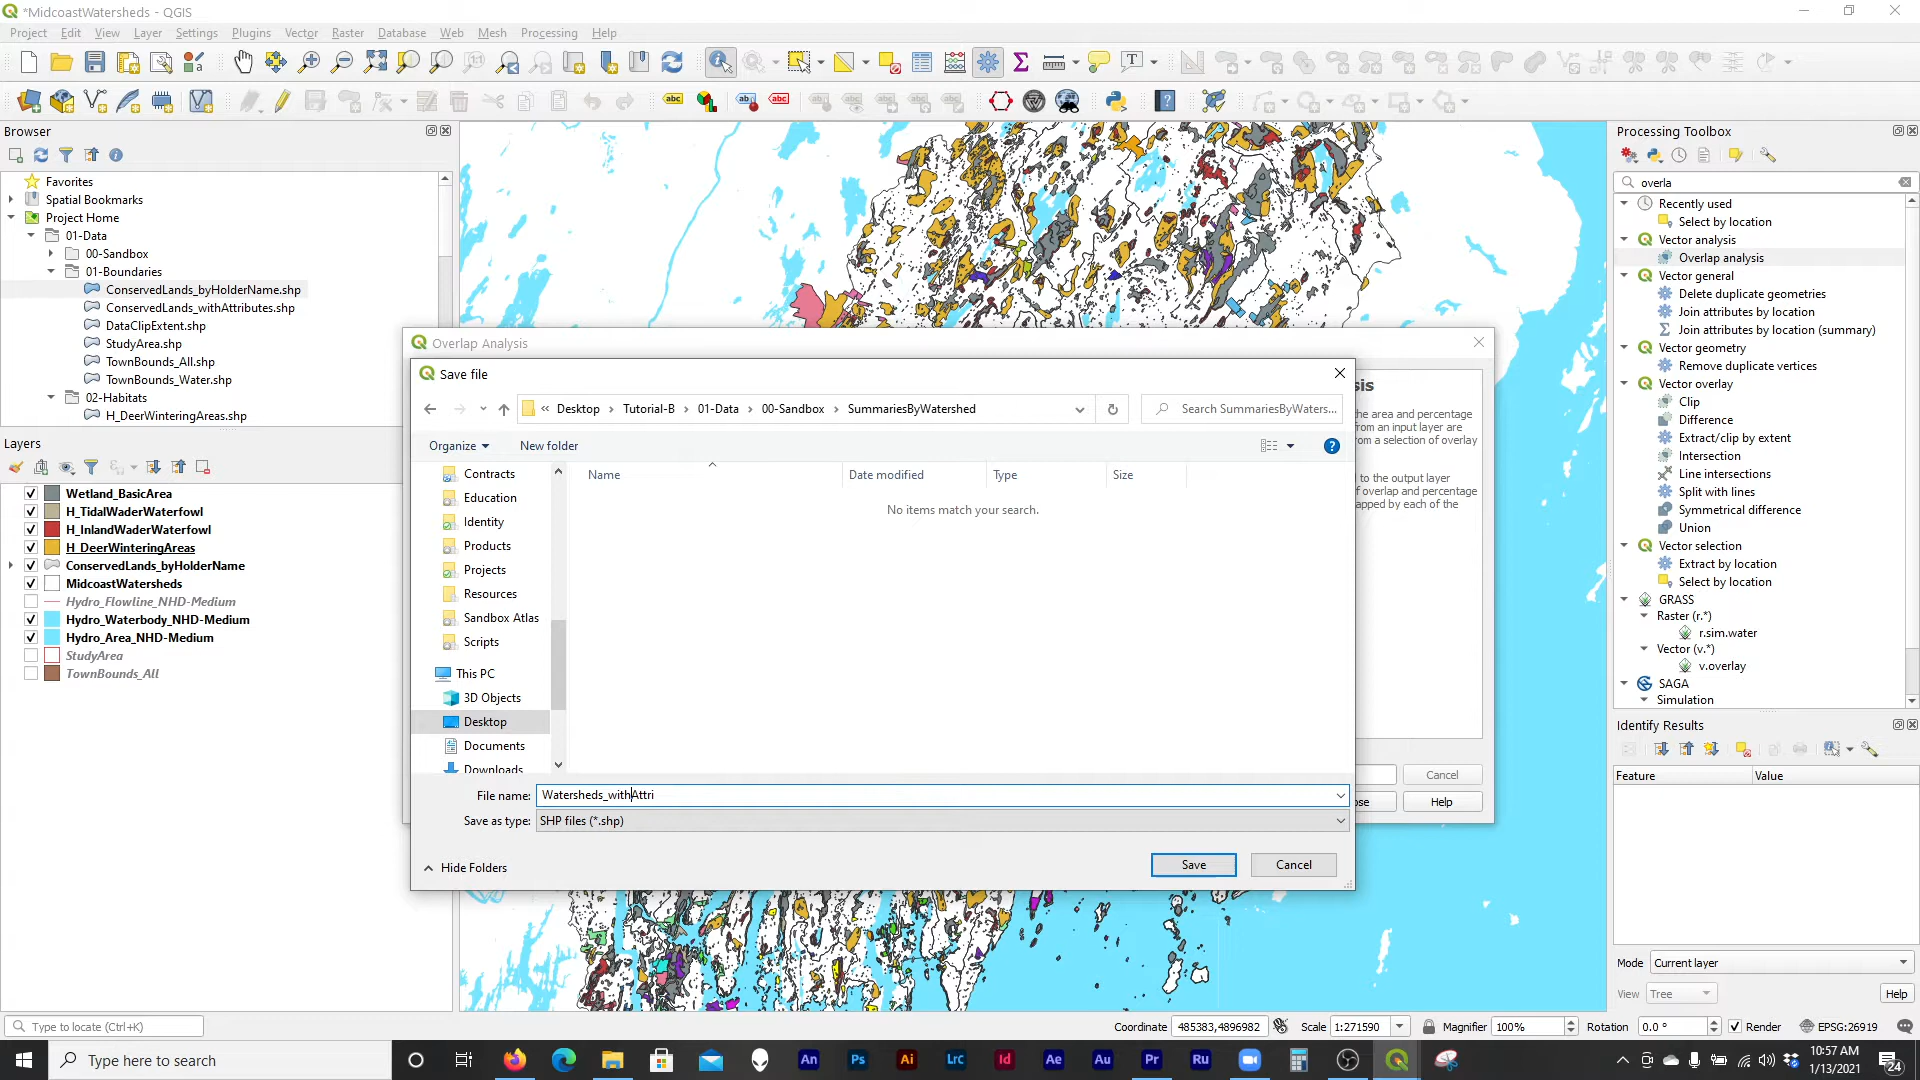 *MidcoastWatersheds - QGIS
Project Edit View Layer Settings Plugins Vector Raster Database Web Mesh Processing Help
Browser
Favorites
Spatial Bookmarks
Project Home
01-Data
00-Sandbox
01-Boundaries
ConservedLands_byHolderName.shp
ConservedLands_withAttributes.shp
DataClipExtent.shp
StudyArea.shp
TownBounds_All.shp
TownBounds_Water.shp
02-Habitats
H_DeerWinteringAreas.shp
Layers
Wetland_BasicArea
H_TidalWaderWaterfowl
H_InlandWaderWaterfowl
H_DeerWinteringAreas
ConservedLands_byHolderName
MidcoastWatersheds
Hydro_Flowline_NHD-Medium
Hydro_Waterbody_NHD-Medium
Hydro_Area_NHD-Medium
StudyArea
TownBounds_All
Overlap Analysis
sis
he area and percentage
rom an input layer are
rom a selection of overlay
l to the output layer
f overlap and percentage
apped by each of the
Cancel
ose Help
Save file
« Desktop › Tutorial-B › 01-Data › 00-Sandbox › SummariesByWatershed
Search SummariesByWaters...
Organize New folder
Contracts
Education
Identity
Products
Projects
Resources
Sandbox Atlas
Scripts
This PC
3D Objects
Desktop
Documents
Downloads
Name Date modified Type Size
No items match your search.
File name: Watersheds_withAttri
Save as type: SHP files (*.shp)
Hide Folders
Save Cancel
Processing Toolbox
overla
Recently used
Select by location
Vector analysis
Overlap analysis
Vector general
Delete duplicate geometries
Join attributes by location
Join attributes by location (summary)
Vector geometry
Remove duplicate vertices
Vector overlay
Clip
Difference
Extract/clip by extent
Intersection
Line intersections
Split with lines
Symmetrical difference
Union
Vector selection
Extract by location
Select by location
GRASS
Raster (r.*)
r.sim.water
Vector (v.*)
v.overlay
SAGA
Simulation
Identify Results
Feature Value
Mode Current layer
View Tree Help
Type to locate (Ctrl+K)
Coordinate 485383,4896982 Scale 1:271590 Magnifier 100% Rotation 0.0 ° Render EPSG:26919
Type here to search
An Ps Ai Lrc Id Ae Au Pr Ru
10:57 AM
1/13/2021
24